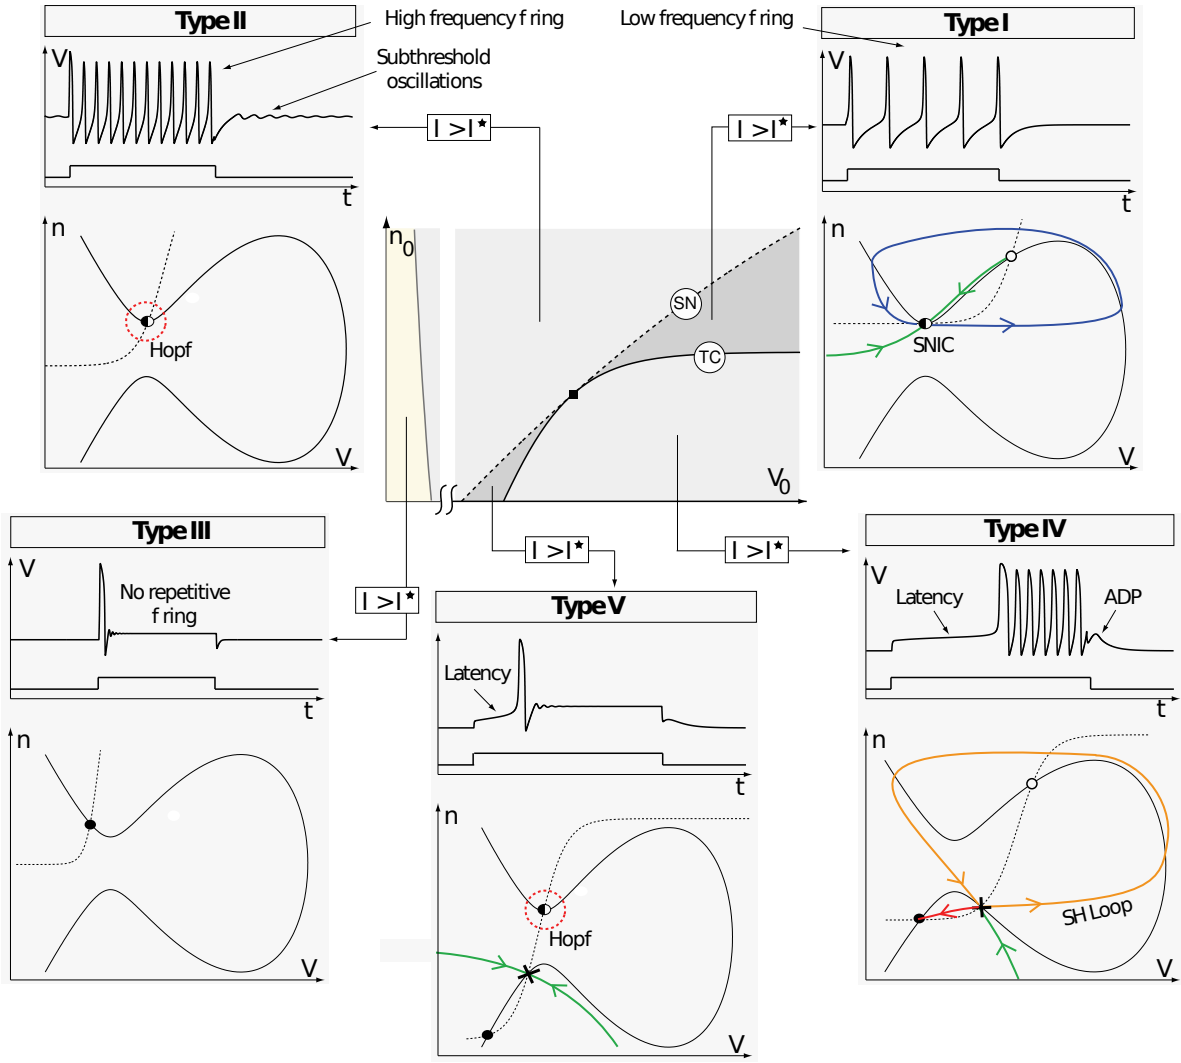 Type II
High frequency f ring
Low frequency f ring
Type I
V
Subthreshold
oscillations
t
I > I★
I > I★
V
t
n
Hopf
V
n0
SN
TC
V0
n
SNIC
V
Type III
V
No repetitive
f ring
t
I > I★
I > I★
I > I★
Type IV
V
Latency
ADP
t
Type V
V
Latency
t
n
V
n
Hopf
V
n
SH Loop
V